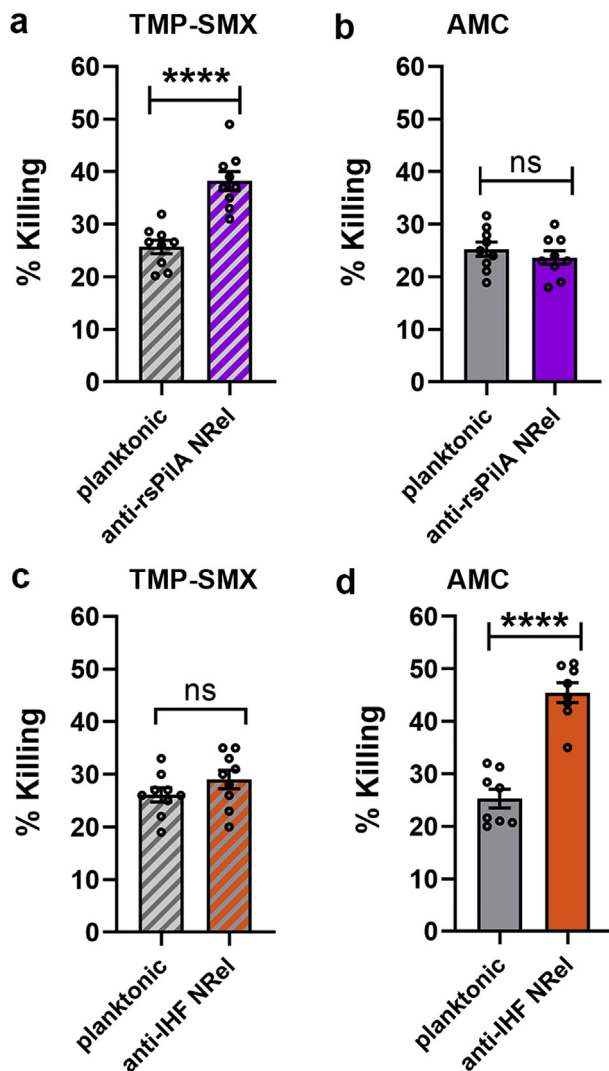 a TMP-SMX
% Killing
60
50
40
30
20
10
0
****
planktonic
anti-rsPilA NRel
b AMC
% Killing
60
50
40
30
20
10
0
ns
planktonic
anti-rsPilA NRel
c TMP-SMX
% Killing
60
50
40
30
20
10
0
ns
planktonic
anti-IHF NRel
d AMC
% Killing
60
50
40
30
20
10
0
****
planktonic
anti-IHF NRel